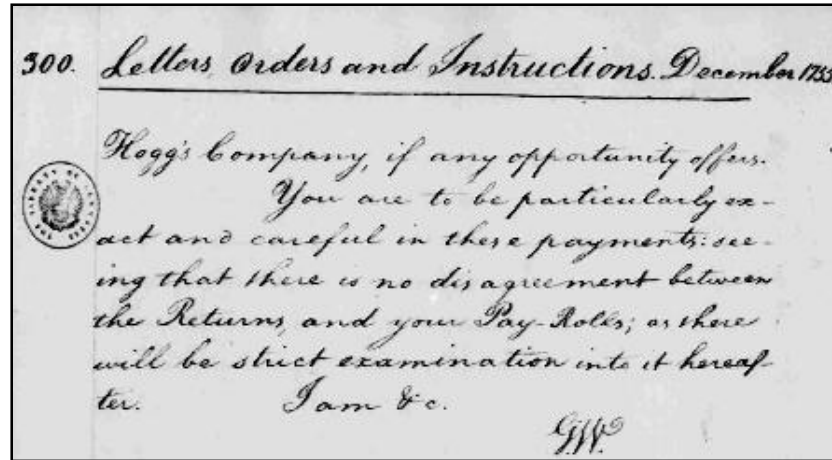 300. Letters, Orders and Instructions. December 1755
Hogg's Company, if any opportunity offers.
You are to be particularly ex-
act and careful in these payments: see-
ing that there is no disagreement between
the Returns, and your Pay-Rolls; as there
will be strict examination into it hereaf-
ter. I am &c.
G.W.